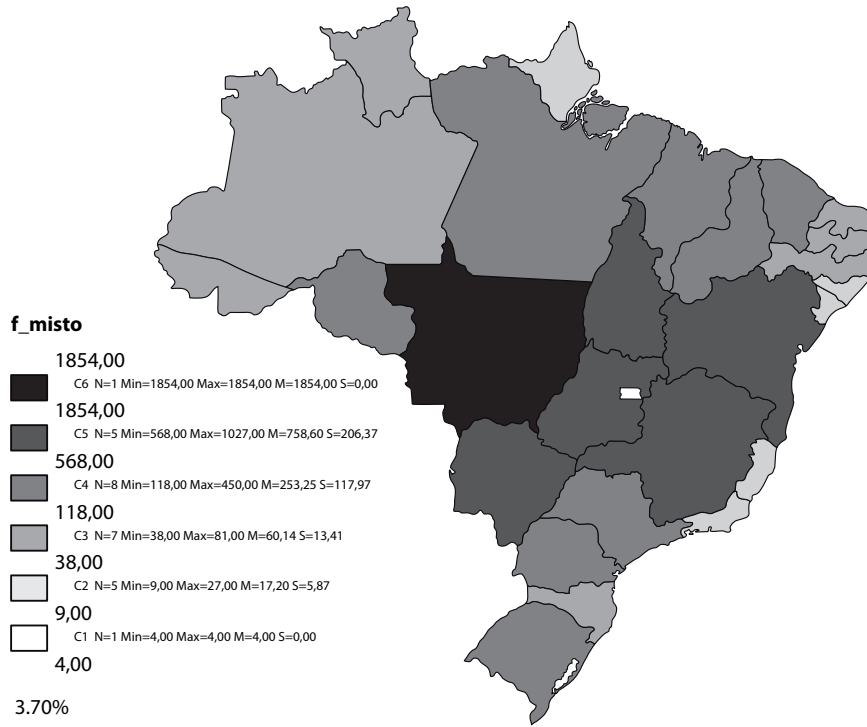 f_misto
1854,00
C6 N=1 Min=1854,00 Max=1854,00 M=1854,00 S=0,00
1854,00
C5 N=5 Min=568,00 Max=1027,00 M=758,60 S=206,37
568,00
C4 N=8 Min=118,00 Max=450,00 M=253,25 S=117,97
118,00
C3 N=7 Min=38,00 Max=81,00 M=60,14 S=13,41
38,00
C2 N=5 Min=9,00 Max=27,00 M=17,20 S=5,87
9,00
C1 N=1 Min=4,00 Max=4,00 M=4,00 S=0,00
4,00
3.70%